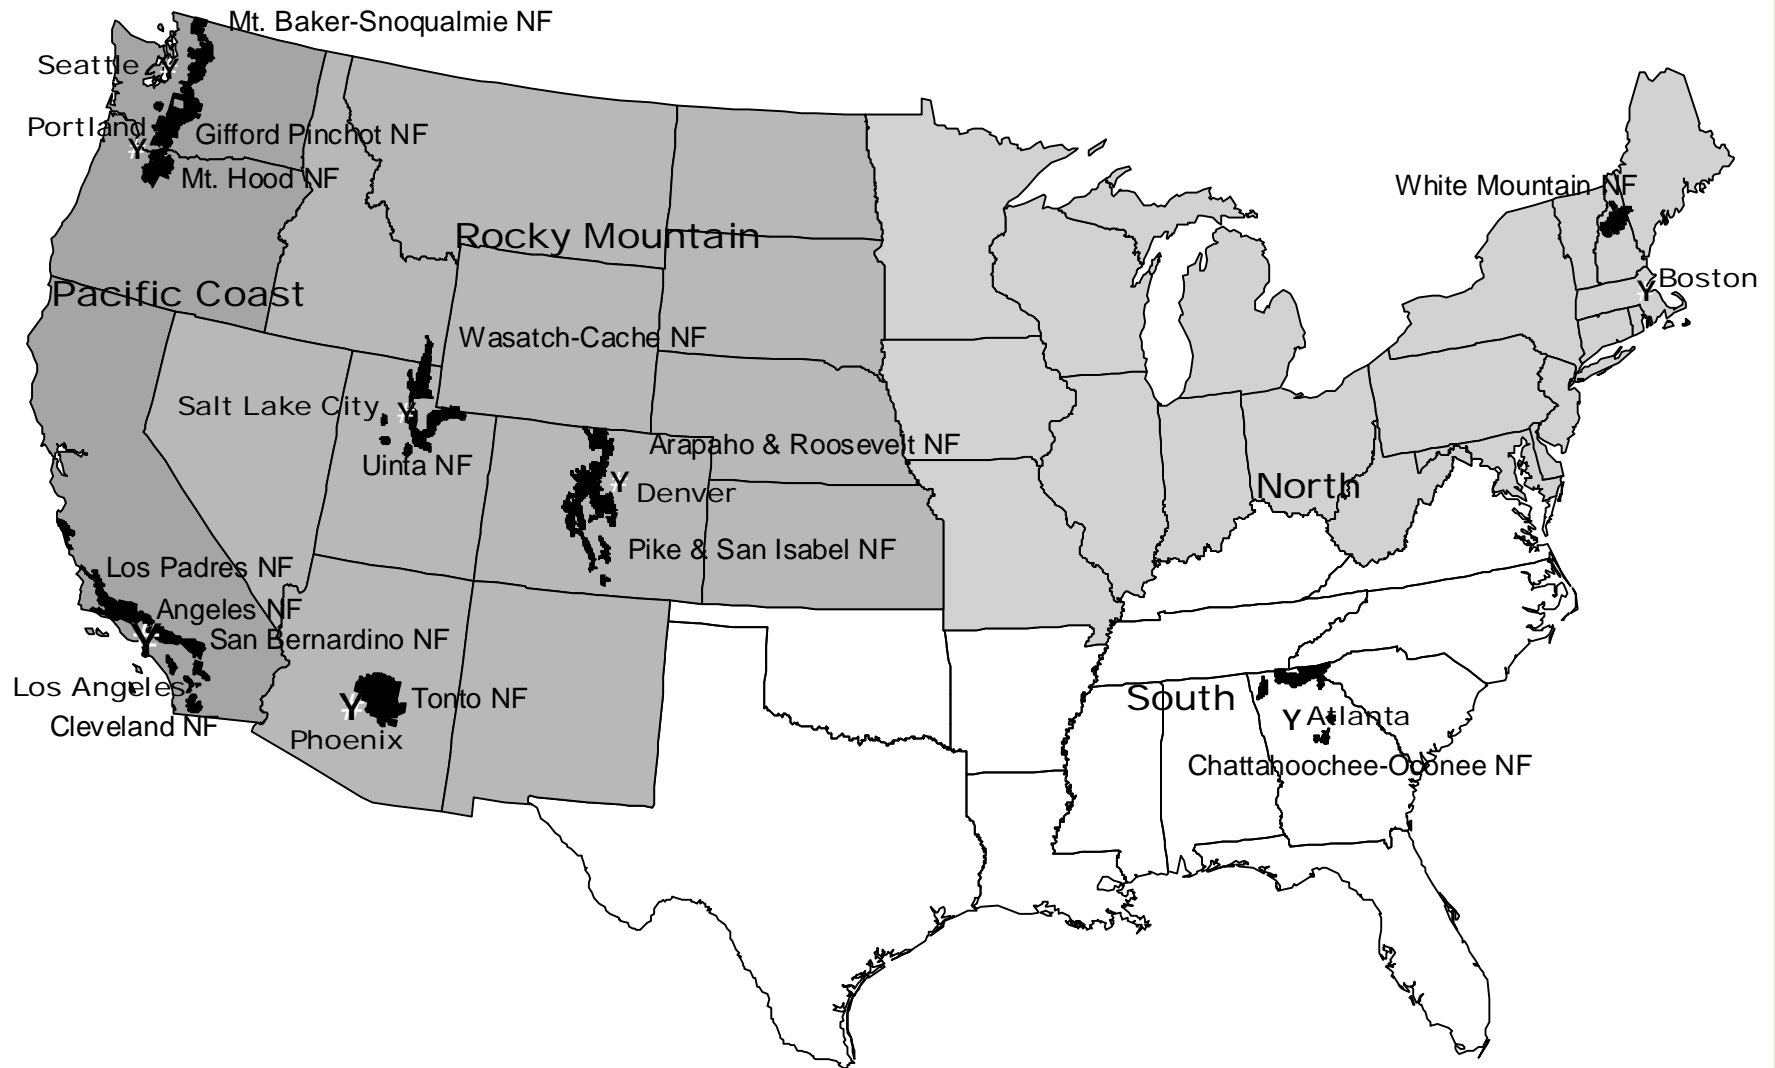 Mt. Baker-Snoqualmie NF
Seattle
Portland
Gifford Pinchot NF
Mt. Hood NF
White Mountain NF
Rocky Mountain
Boston
Pacific Coast
Wasatch-Cache NF
Salt Lake City
Arapaho & Roosevelt NF
Uinta NF
North
Denver
Pike & San Isabel NF
Los Padres NF
Angeles NF
San Bernardino NF
Los Angeles
Tonto NF
South
Atlanta
Cleveland NF
Phoenix
Chattahoochee-Oconee NF